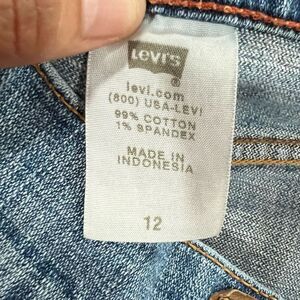 Levi's
levi.com
(800) USA-LEVI
99% COTTON
1% SPANDEX
MADE IN
INDONESIA
12